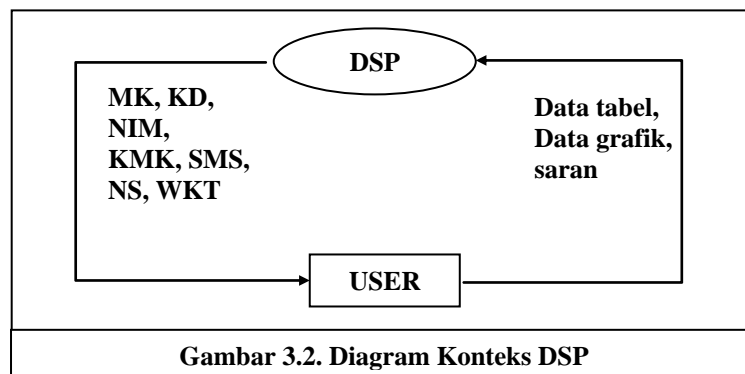 DSP
MK, KD,
NIM,
KMK, SMS,
NS, WKT
Data tabel,
Data grafik,
saran
USER
Gambar 3.2. Diagram Konteks DSP